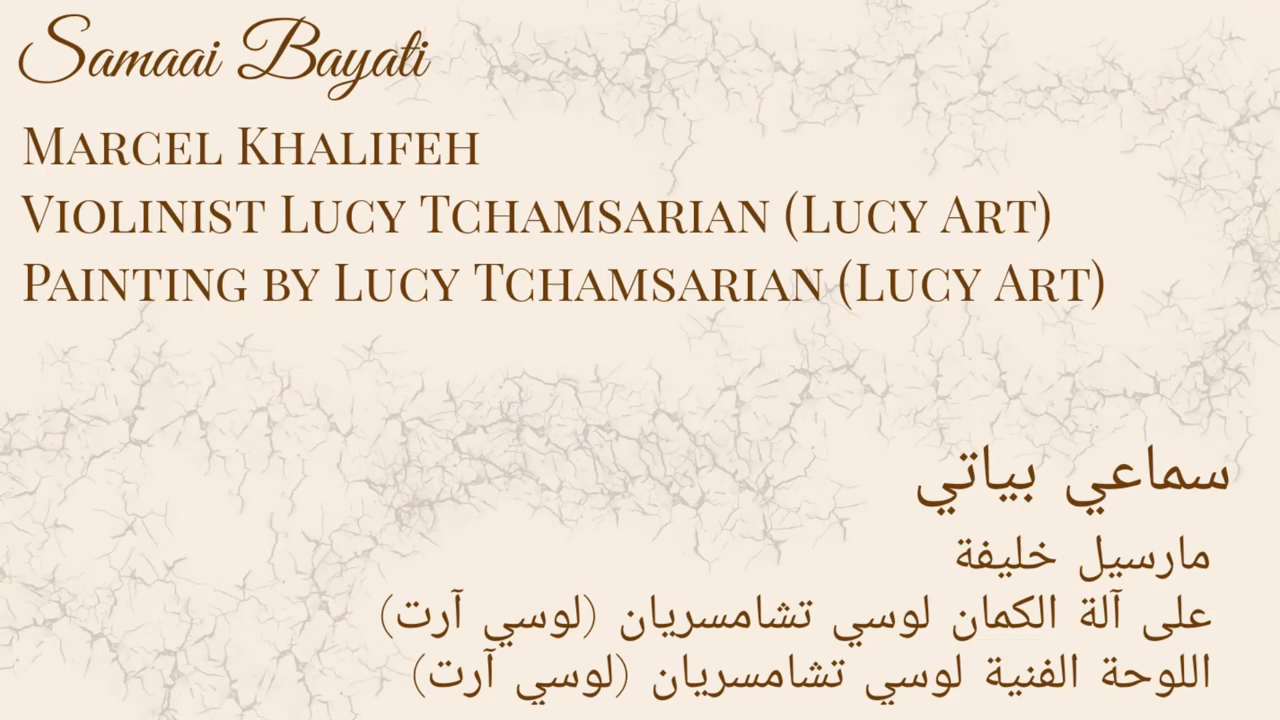 Samaai Bayati
Marcel Khalifeh
Violinist Lucy Tchamsarian (Lucy Art)
Painting by Lucy Tchamsarian (Lucy Art)
سماعي بياتي
مارسيل خليفة
على آلة الكمان لوسي تشامسريان (لوسي آرت)
اللوحة الفنية لوسي تشامسريان (لوسي آرت)